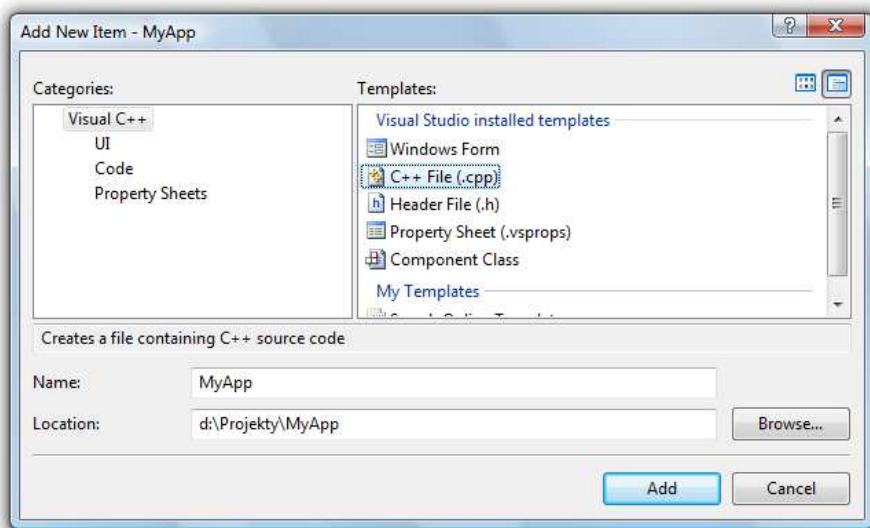 Add New Item - MyApp
Categories:
Templates:
Visual C++
UI
Code
Property Sheets
Visual Studio installed templates
Windows Form
C++ File (.cpp)
Header File (.h)
Property Sheet (.vsprops)
Component Class
My Templates
Creates a file containing C++ source code
Name:
MyApp
Location:
d:\Projekty\MyApp
Browse...
Add
Cancel